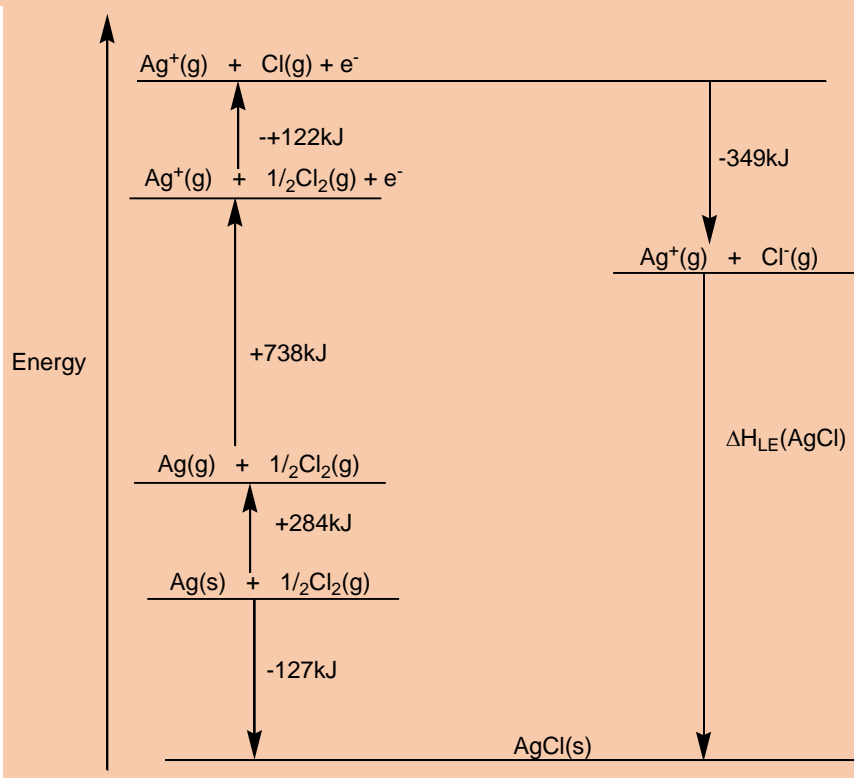 Ag⁺(g) + Cl(g) + e⁻
-+122kJ
-349kJ
Ag⁺(g) + 1/₂Cl₂(g) + e⁻
Ag⁺(g) + Cl⁻(g)
+738kJ
Energy
ΔH_LE(AgCl)
Ag(g) + 1/₂Cl₂(g)
+284kJ
Ag(s) + 1/₂Cl₂(g)
-127kJ
AgCl(s)